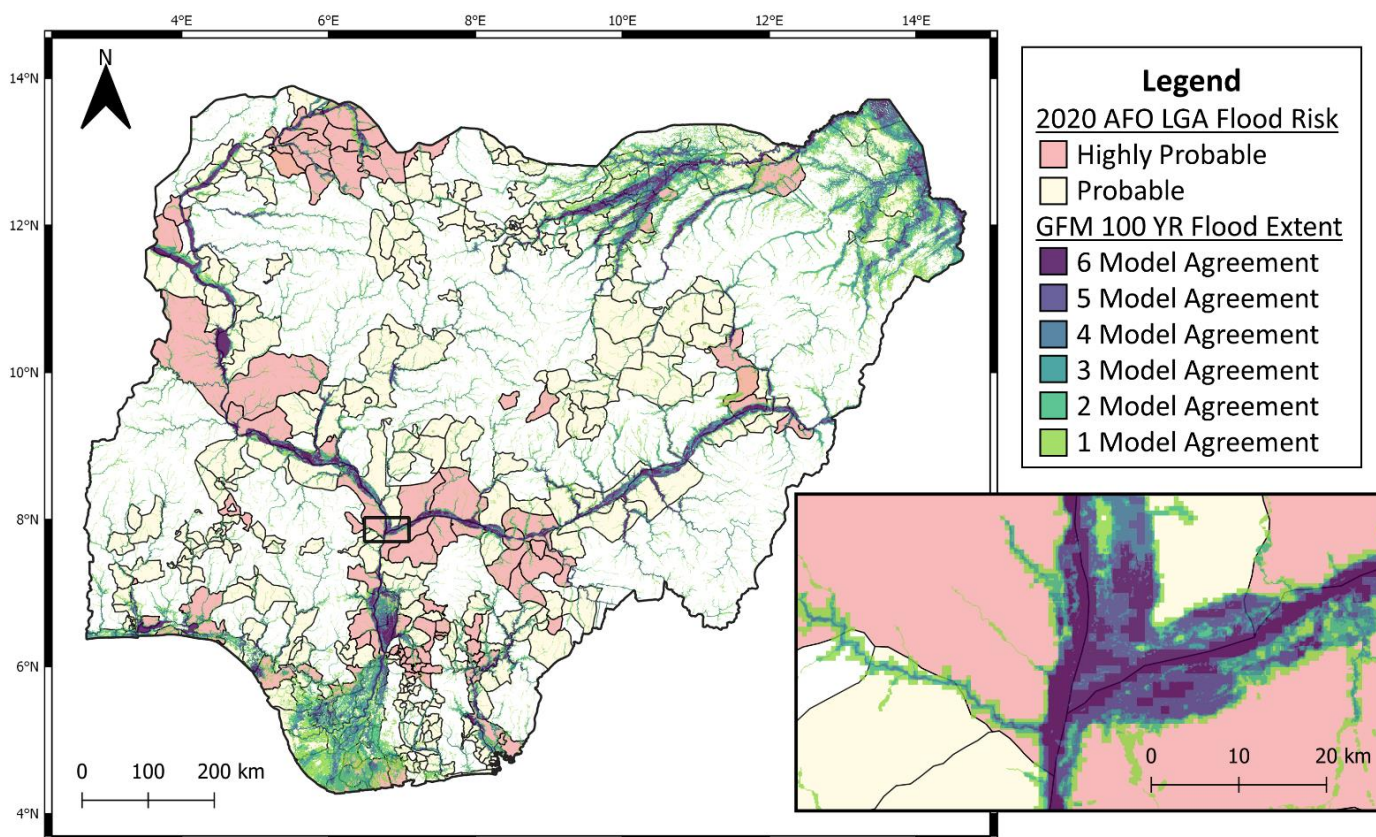 4°E 6°E 8°E 10°E 12°E 14°E
N
14°N
12°N
10°N
8°N
6°N
4°N
0 100 200 km
Legend
2020 AFO LGA Flood Risk
Highly Probable
Probable
GFM 100 YR Flood Extent
6 Model Agreement
5 Model Agreement
4 Model Agreement
3 Model Agreement
2 Model Agreement
1 Model Agreement
0 10 20 km